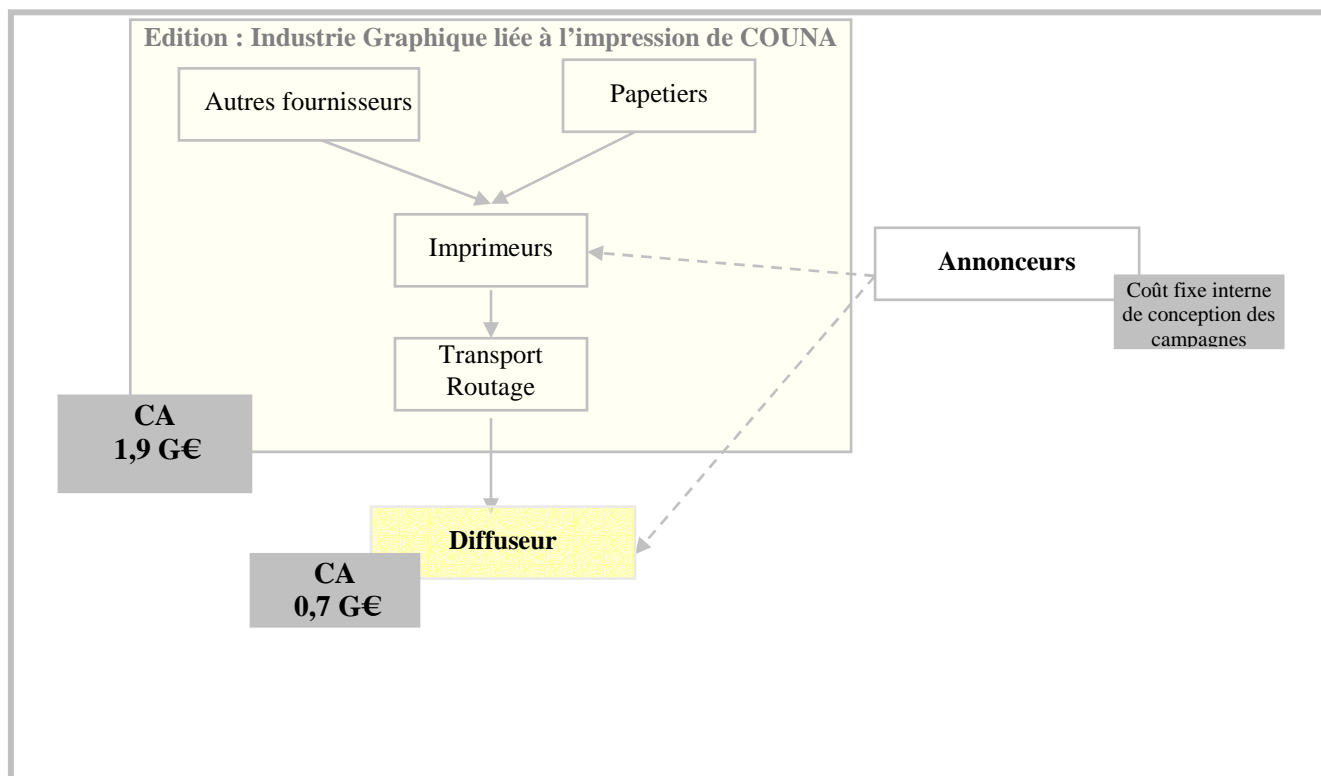 Edition : Industrie Graphique liée à l’impression de COUNA
Autres fournisseurs
Papetiers
Imprimeurs
Annonceurs
Coût fixe interne
de conception des
campagnes
Transport
Routage
CA
1,9 G€
Diffuseur
CA
0,7 G€